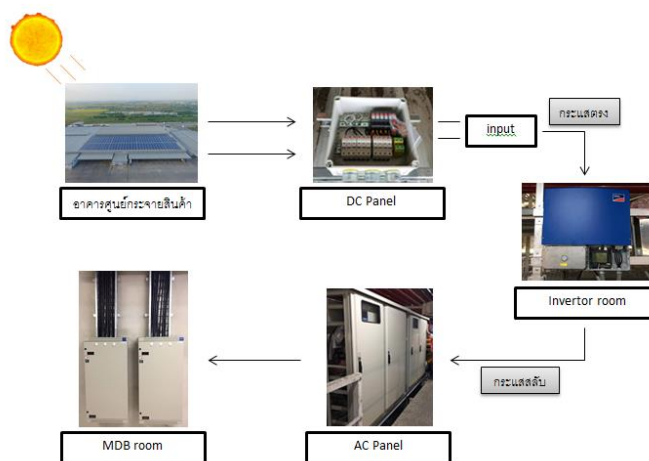 กระแสตรง
input
อาคารศูนย์กระจายสินค้า
DC Panel
Invertor room
กระแสสลับ
MDB room
AC Panel